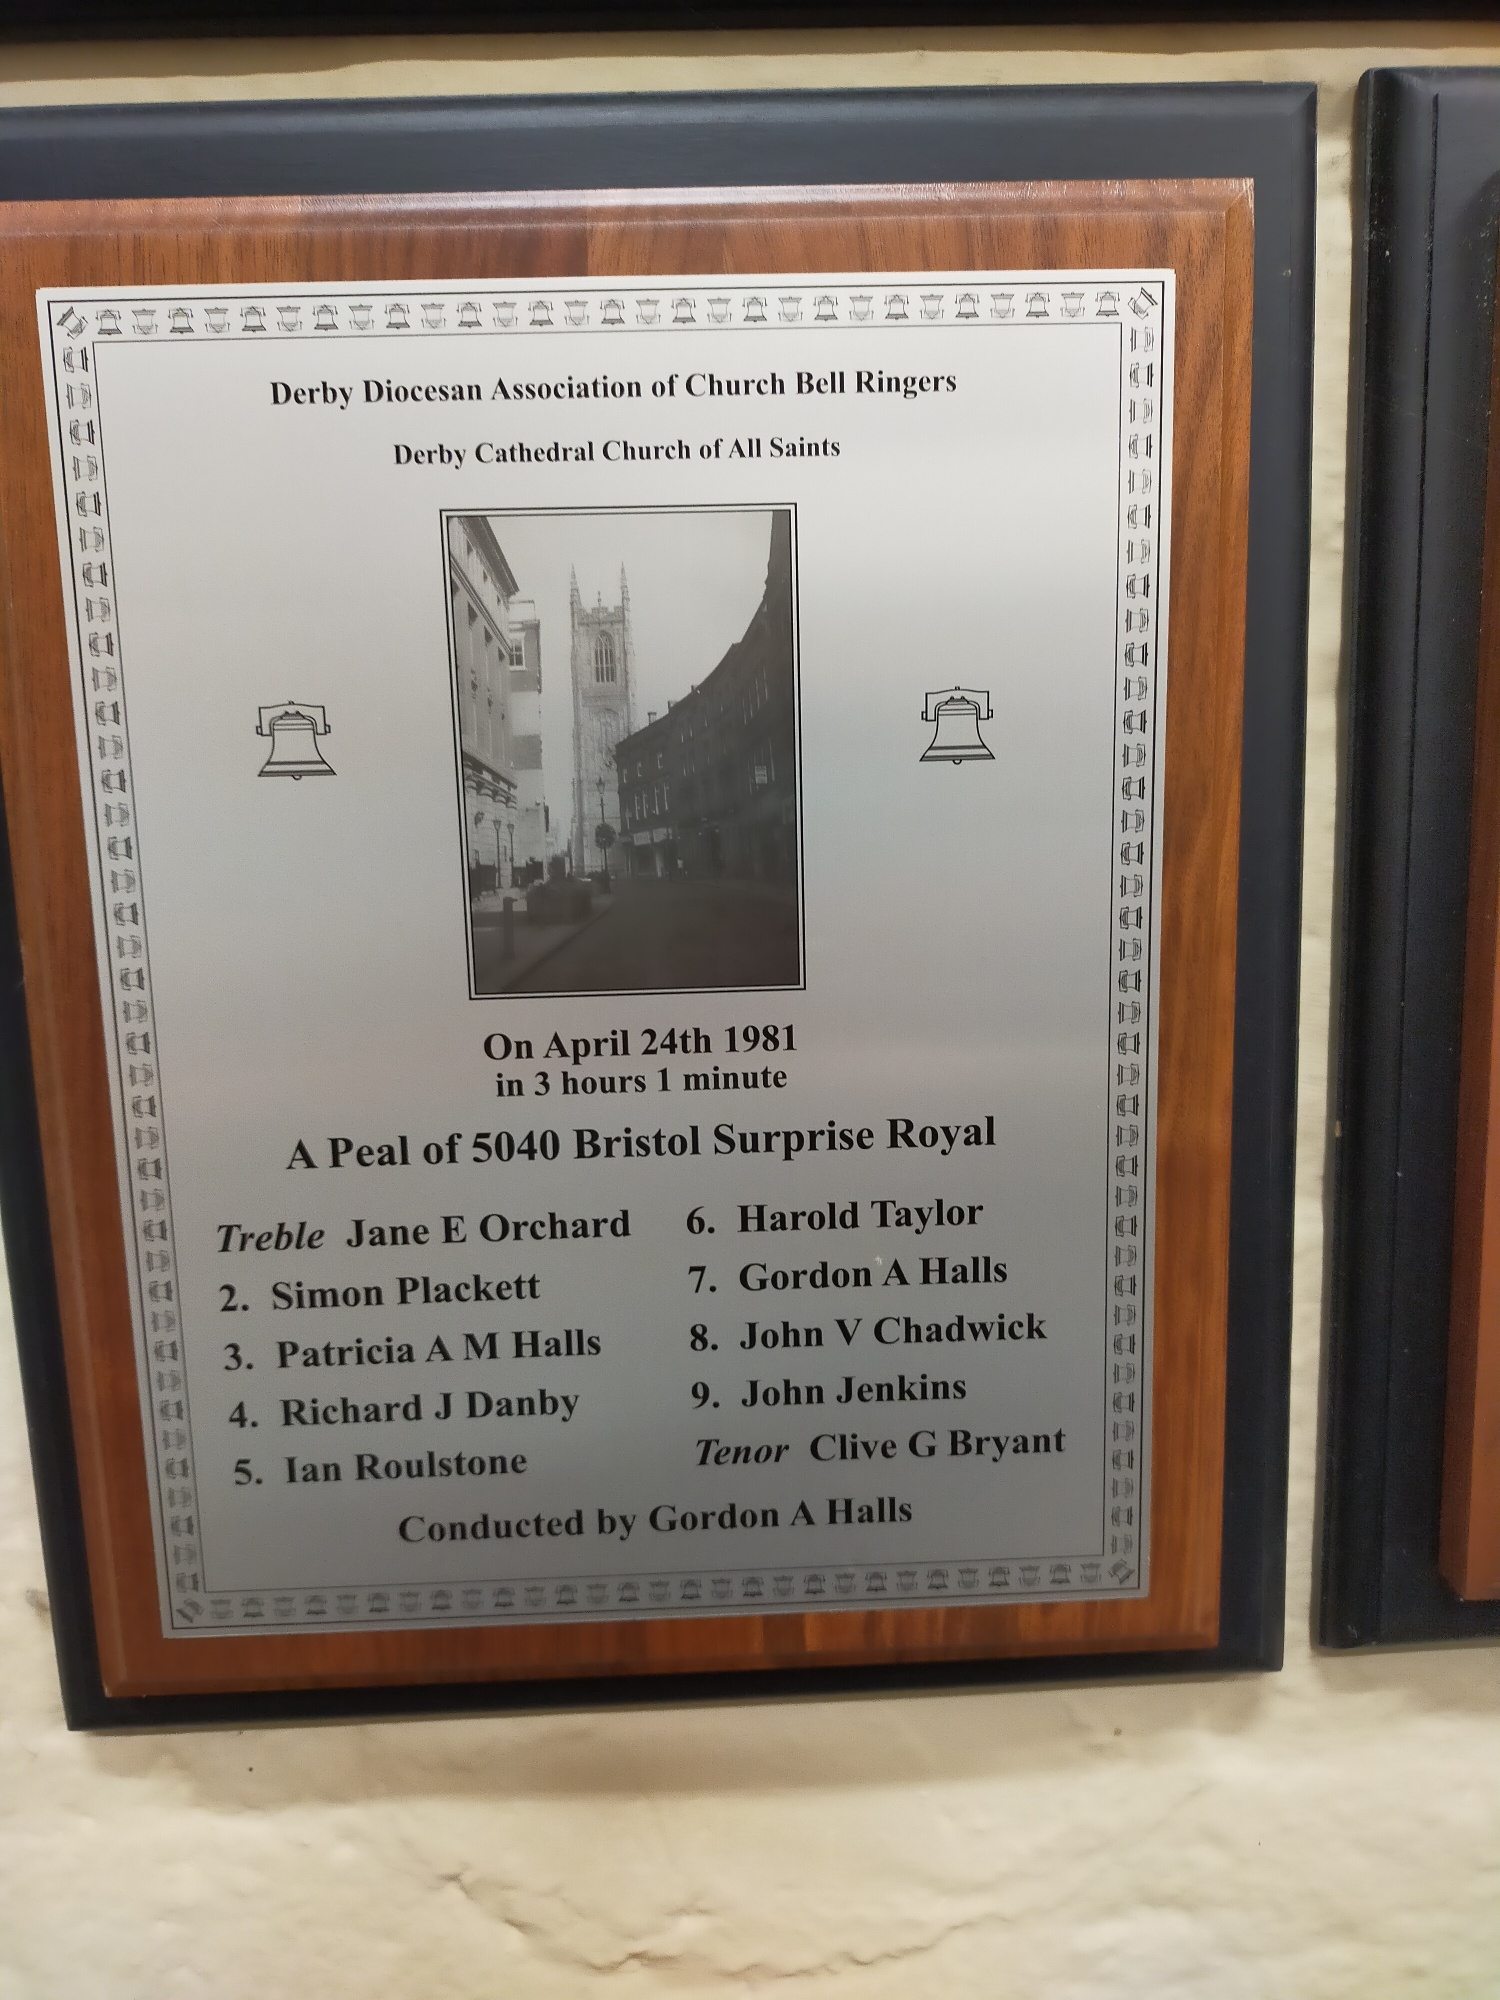 Derby Diocesan Association of Church Bell Ringers
Derby Cathedral Church of All Saints
On April 24th 1981
in 3 hours 1 minute
A Peal of 5040 Bristol Surprise Royal
Treble Jane E Orchard
2. Simon Plackett
3. Patricia A M Halls
4. Richard J Danby
5. Ian Roulstone
6. Harold Taylor
7. Gordon A Halls
8. John V Chadwick
9. John Jenkins
Tenor Clive G Bryant
Conducted by Gordon A Halls